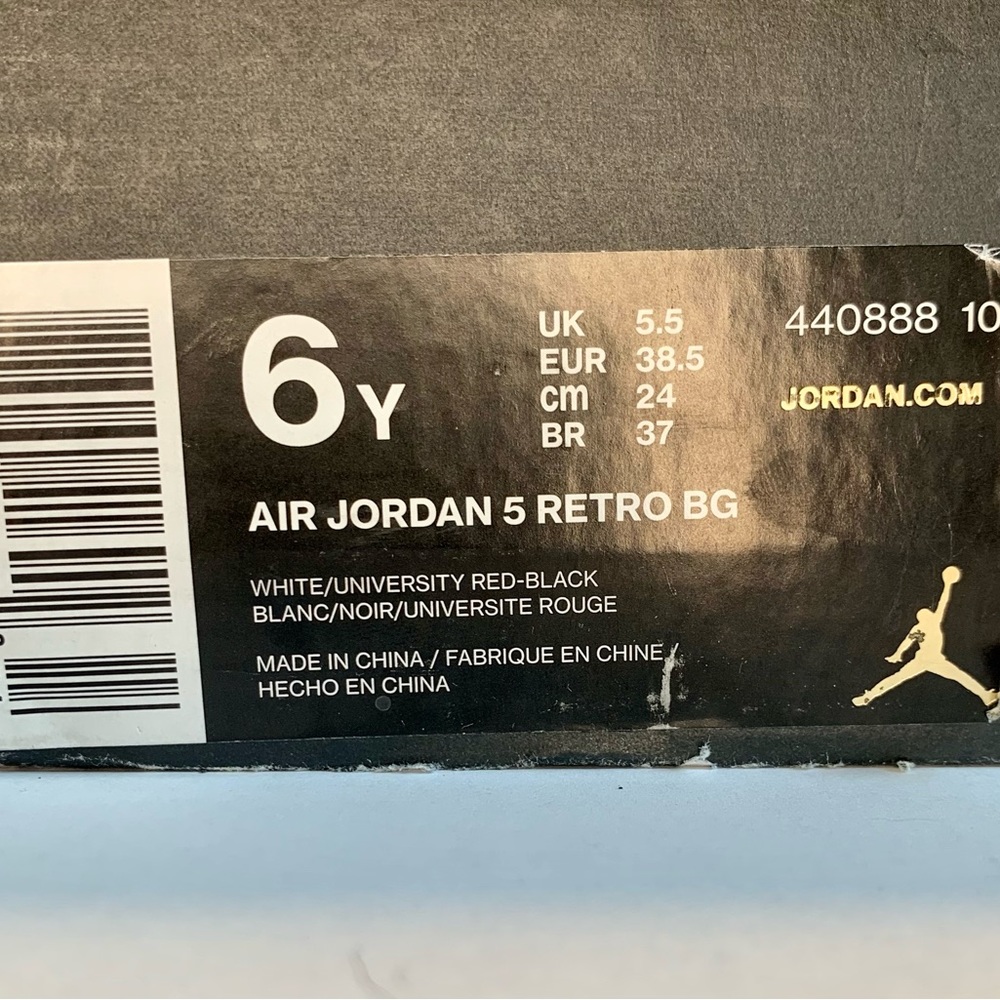 6Y
UK 5.5
EUR 38.5
cm 24
BR 37
440888 10
JORDAN.COM
AIR JORDAN 5 RETRO BG
WHITE/UNIVERSITY RED-BLACK
BLANC/NOIR/UNIVERSITE ROUGE
MADE IN CHINA / FABRIQUE EN CHINE /
HECHO EN CHINA